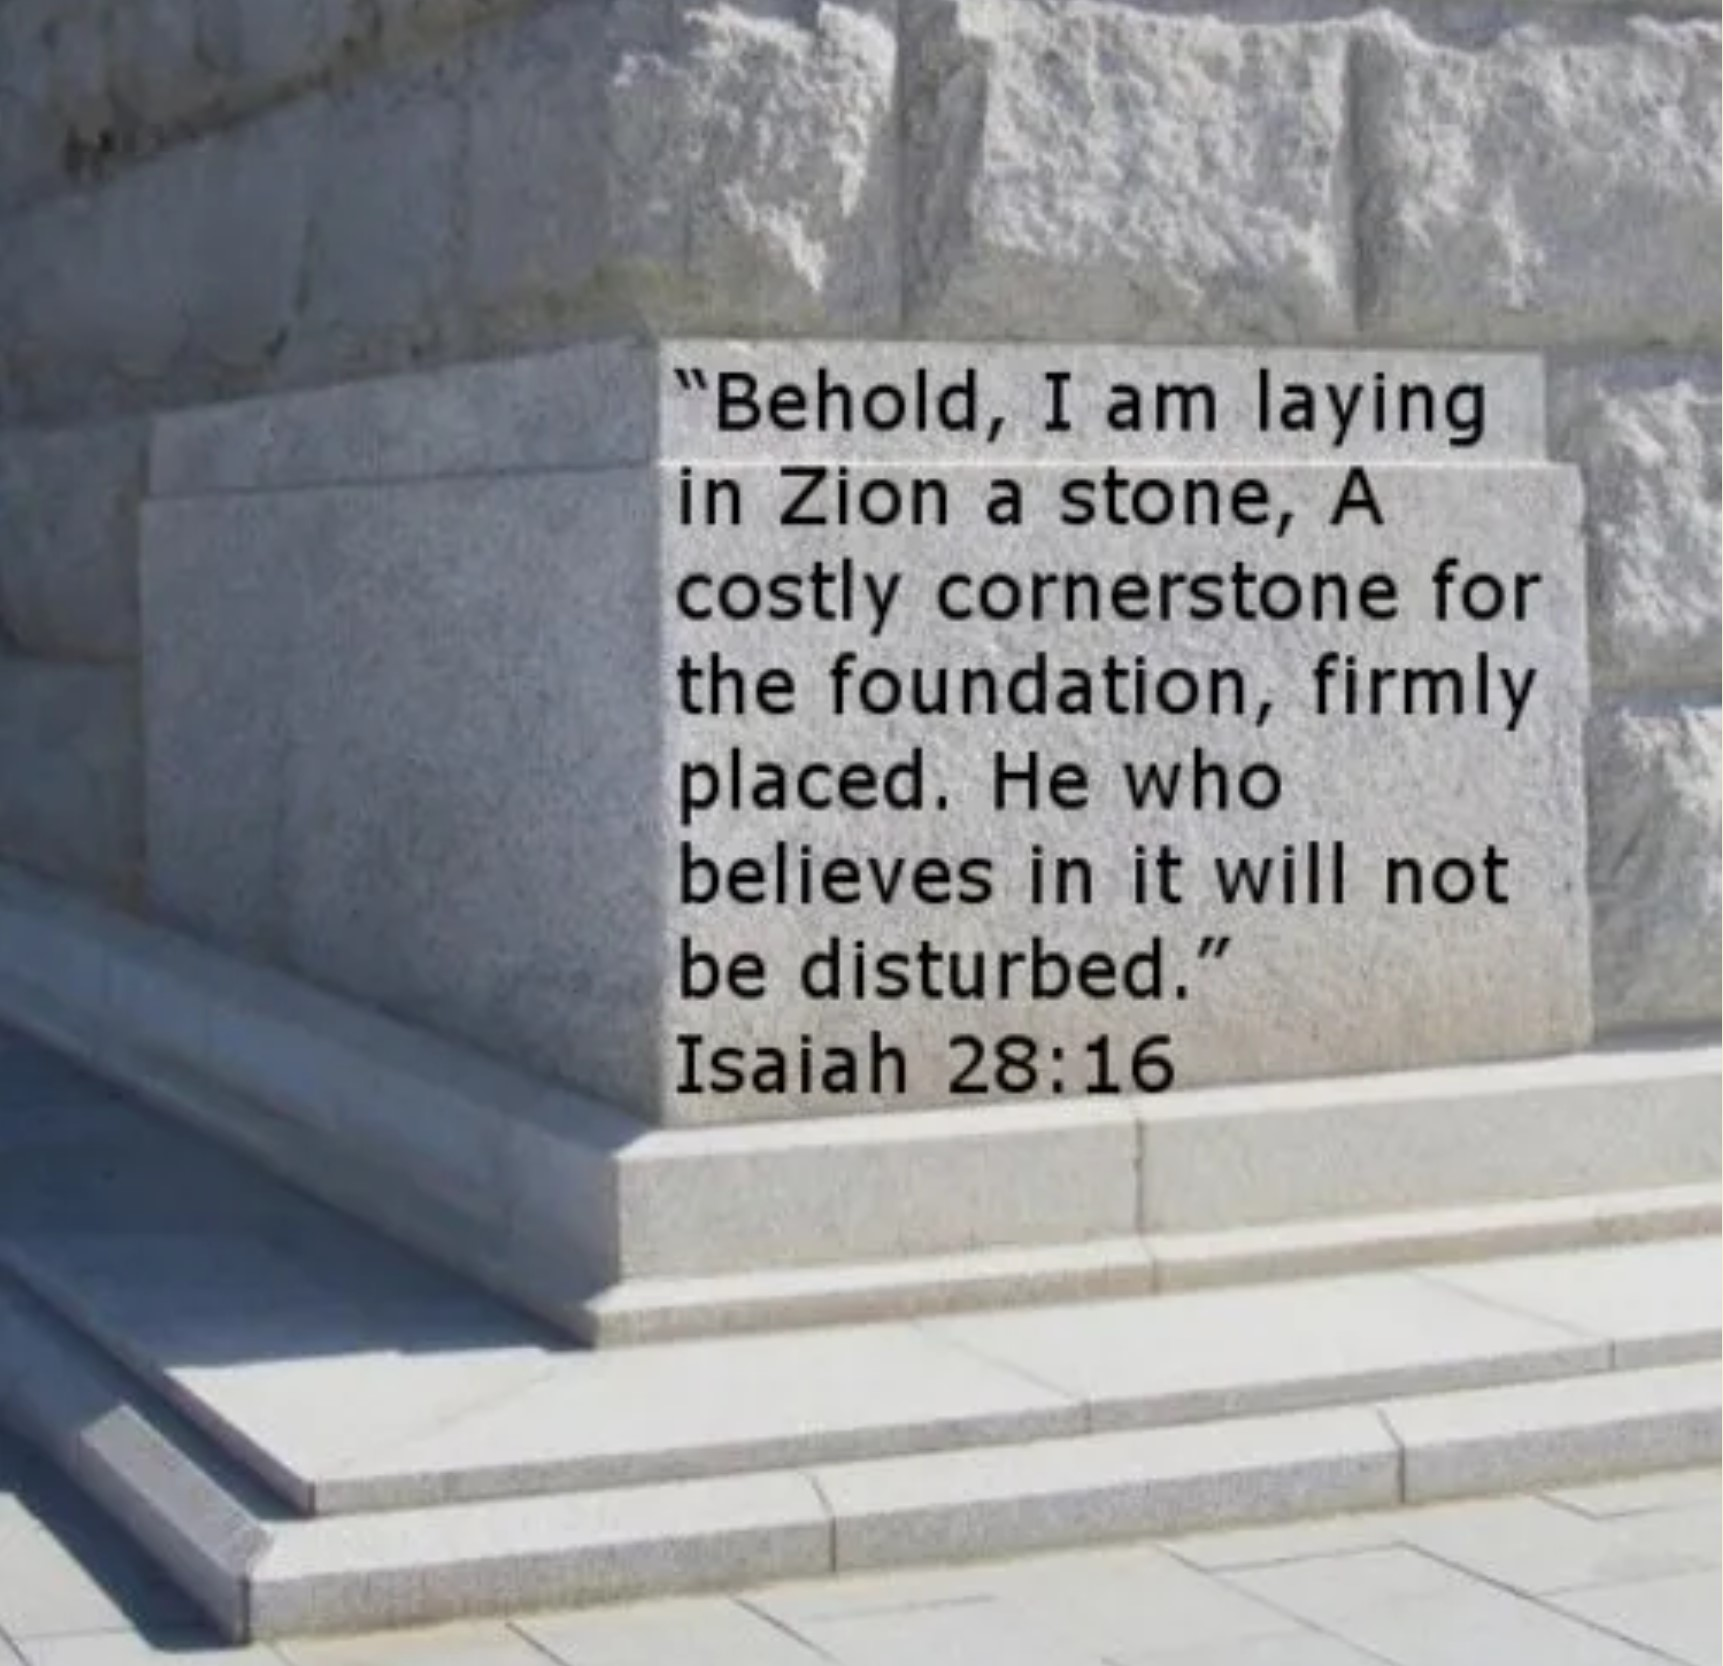 “Behold, I am laying
in Zion a stone, A
costly cornerstone for
the foundation, firmly
placed. He who
believes in it will not
be disturbed.”
Isaiah 28:16